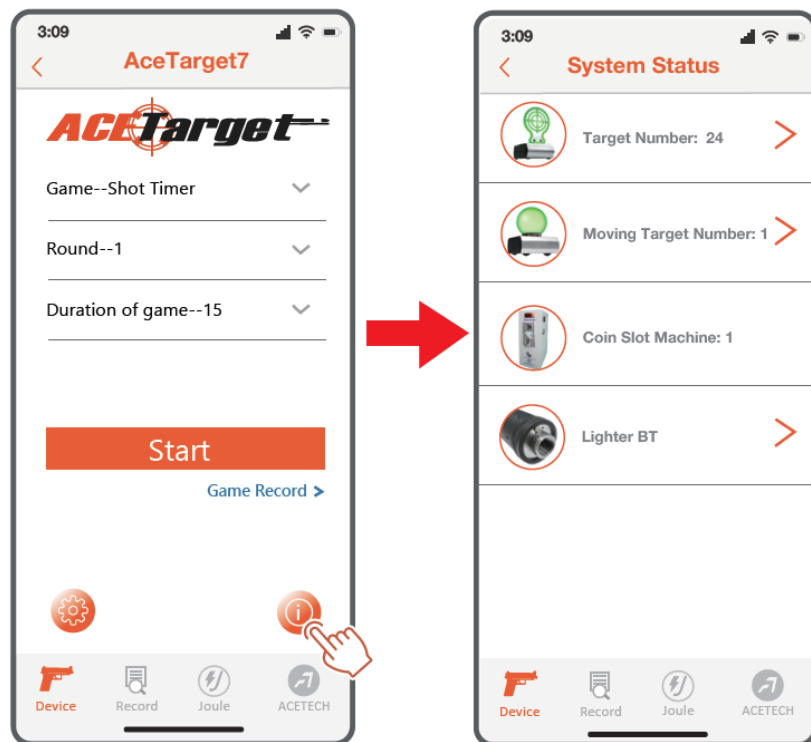 3:09
AceTarget7
ACETarget
Game--Shot Timer
Round--1
Duration of game--15
Start
Game Record >
i
Device
Record
Joule
ACETECH
3:09
System Status
Target Number: 24
Moving Target Number: 1
Coin Slot Machine: 1
Lighter BT
Device
Record
Joule
ACETECH